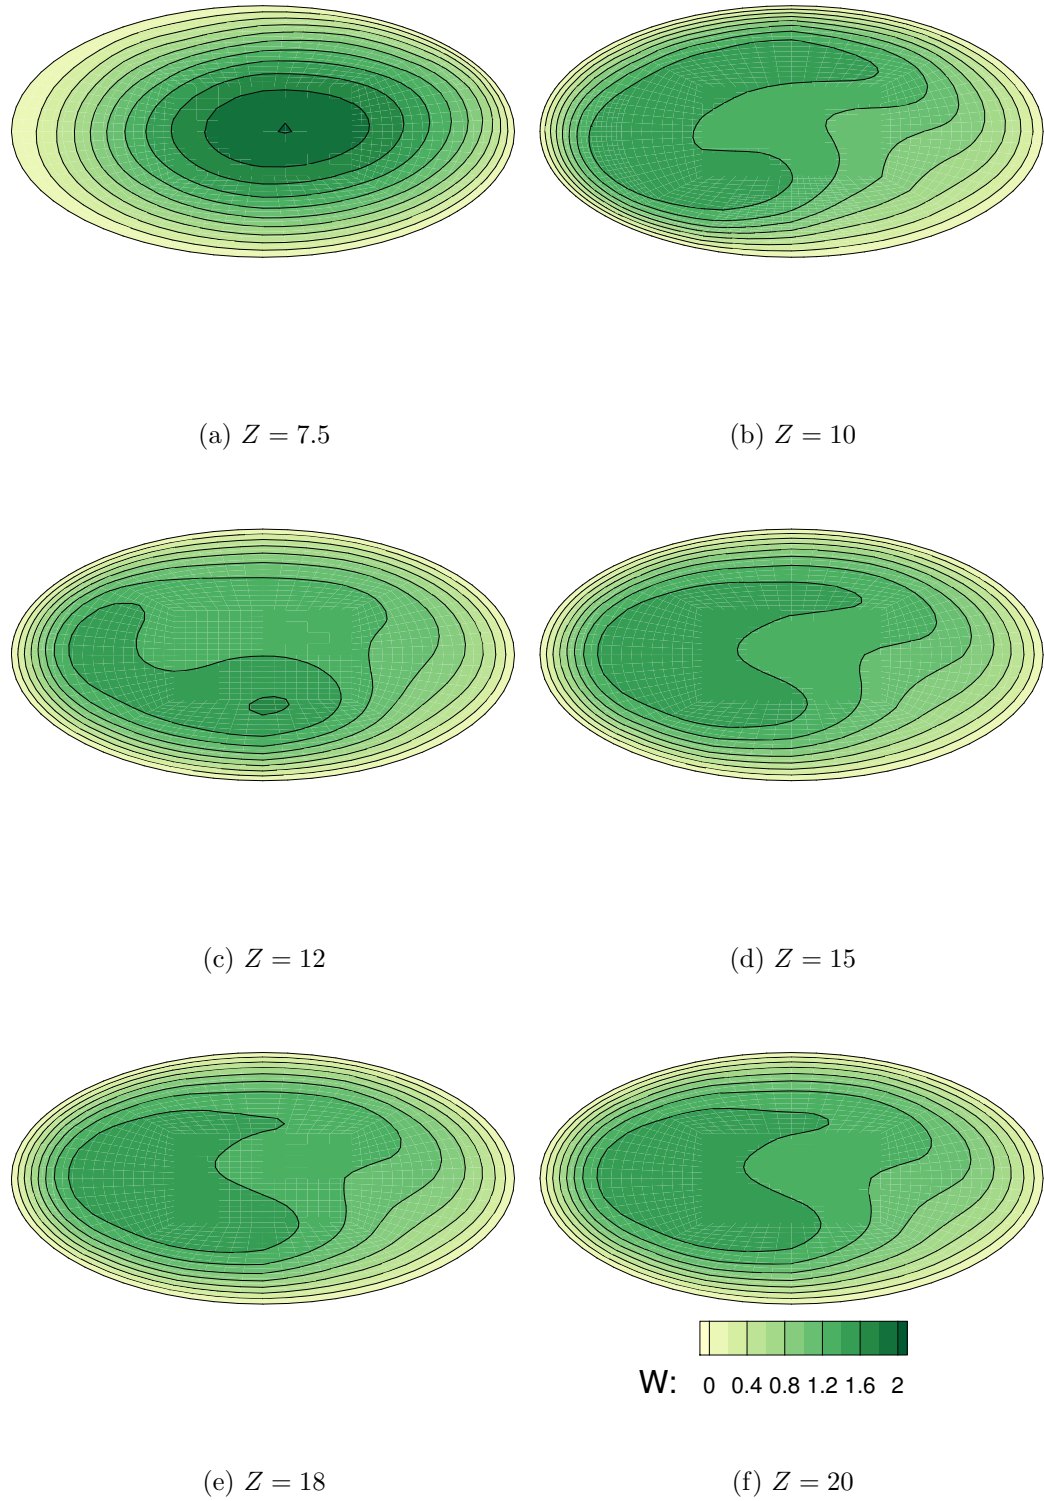 (a) Z = 7.5
(b) Z = 10
(c) Z = 12
(d) Z = 15
W: 0 0.4 0.8 1.2 1.6 2
(e) Z = 18
(f) Z = 20